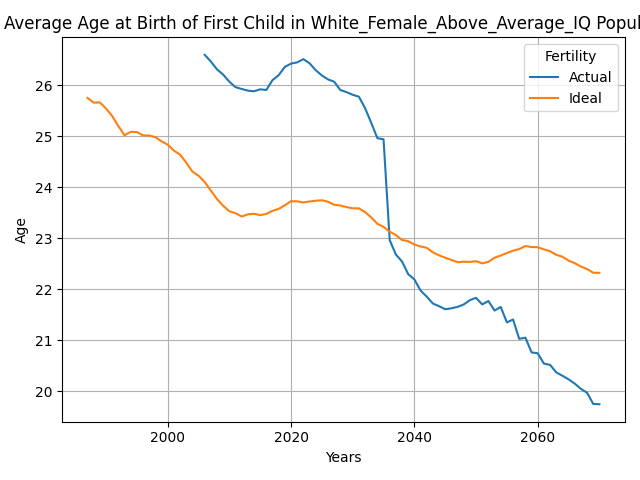 Average Age at Birth of First Child in White_Female_Above_Average_IQ Popul
Fertility
Actual
Ideal
26
25
24
23
22
21
20
Age
2000
2020
2040
2060
Years